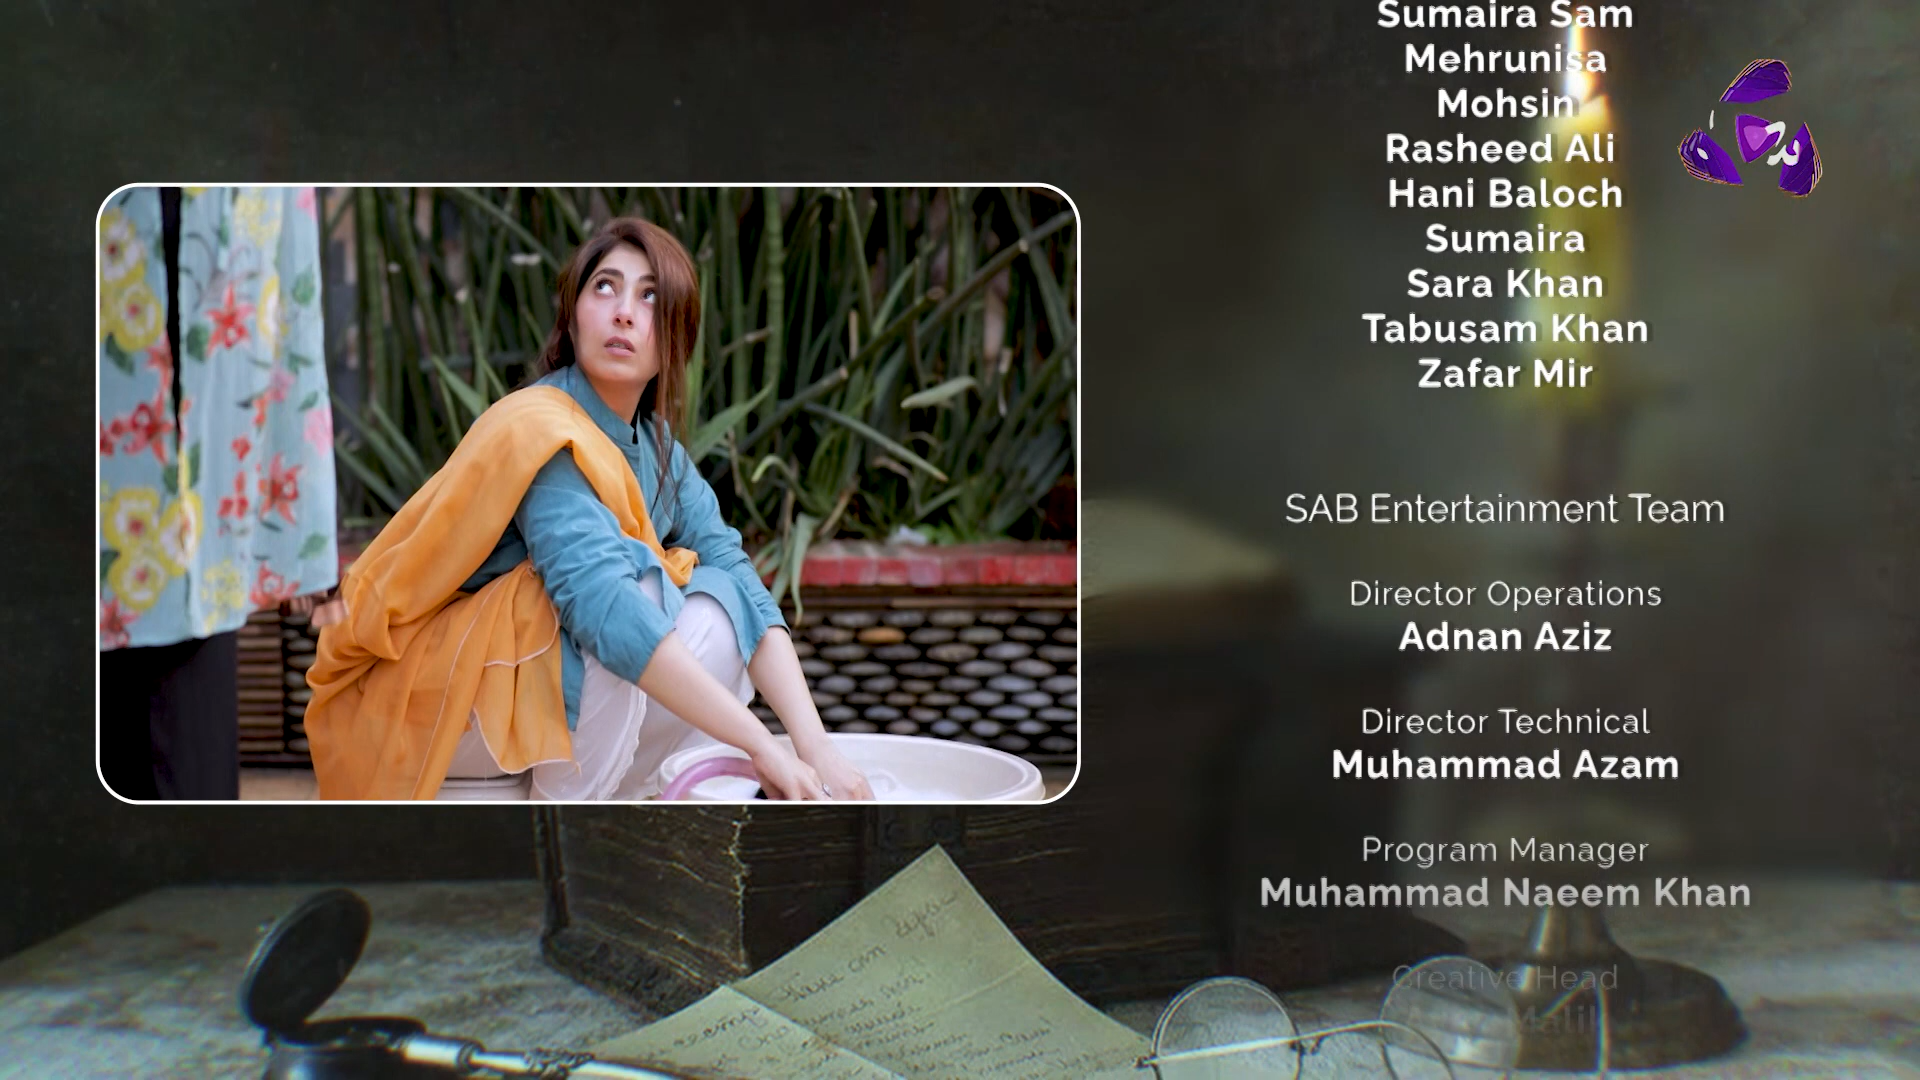 Sumaira Sam
Mehrunisa
Mohsin
Rasheed Ali
Hani Baloch
Sumaira
Sara Khan
Tabusam Khan
Zafar Mir
SAB Entertainment Team
Director Operations
Adnan Aziz
Director Technical
Muhammad Azam
Program Manager
Muhammad Naeem Khan
Creative Head
Malik